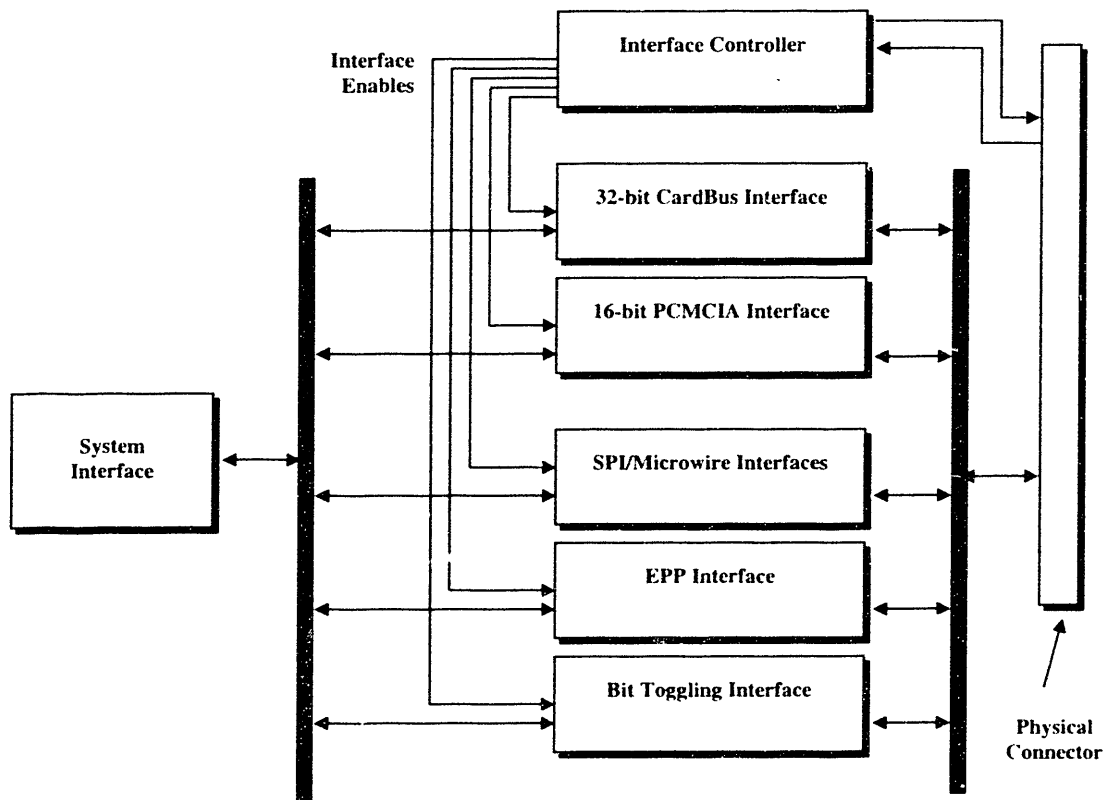 Interface Controller
Interface
Enables
32-bit CardBus Interface
16-bit PCMCIA Interface
System
Interface
SPI/Microwire Interfaces
EPP Interface
Bit Toggling Interface
Physical
Connector